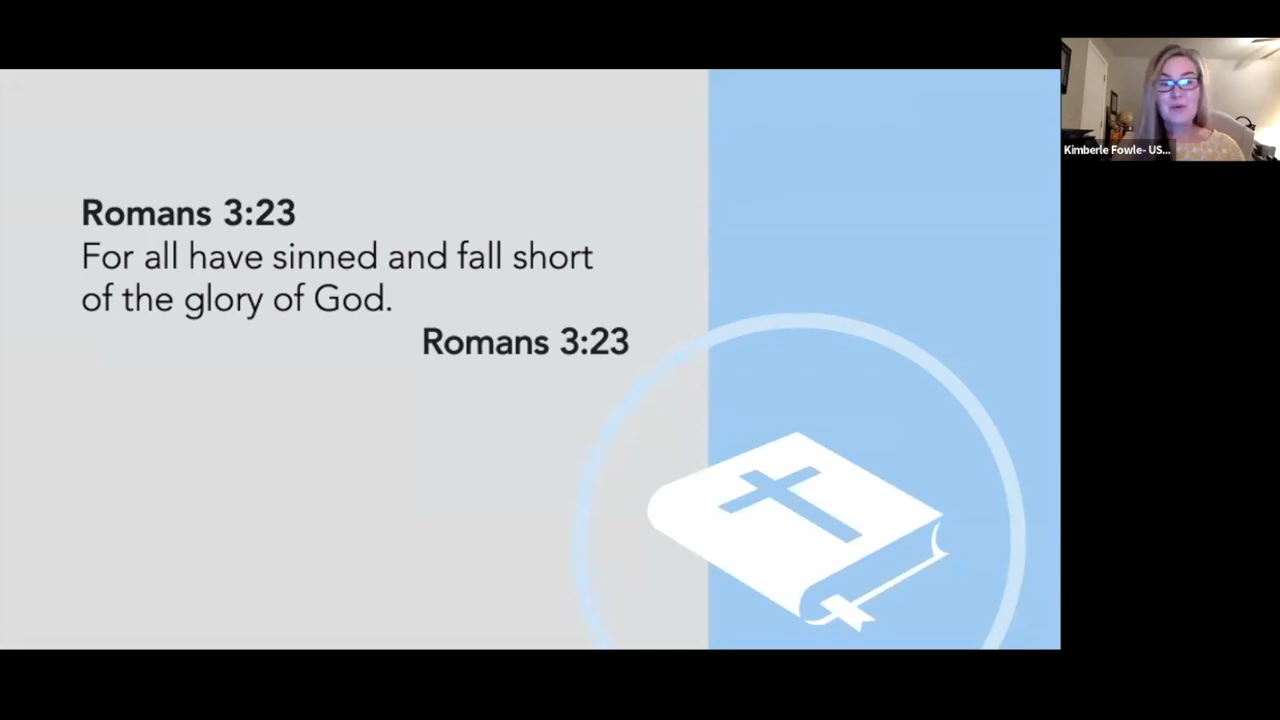 Romans 3:23
For all have sinned and fall short
of the glory of God.
Romans 3:23
Kimberle Fowle- US...